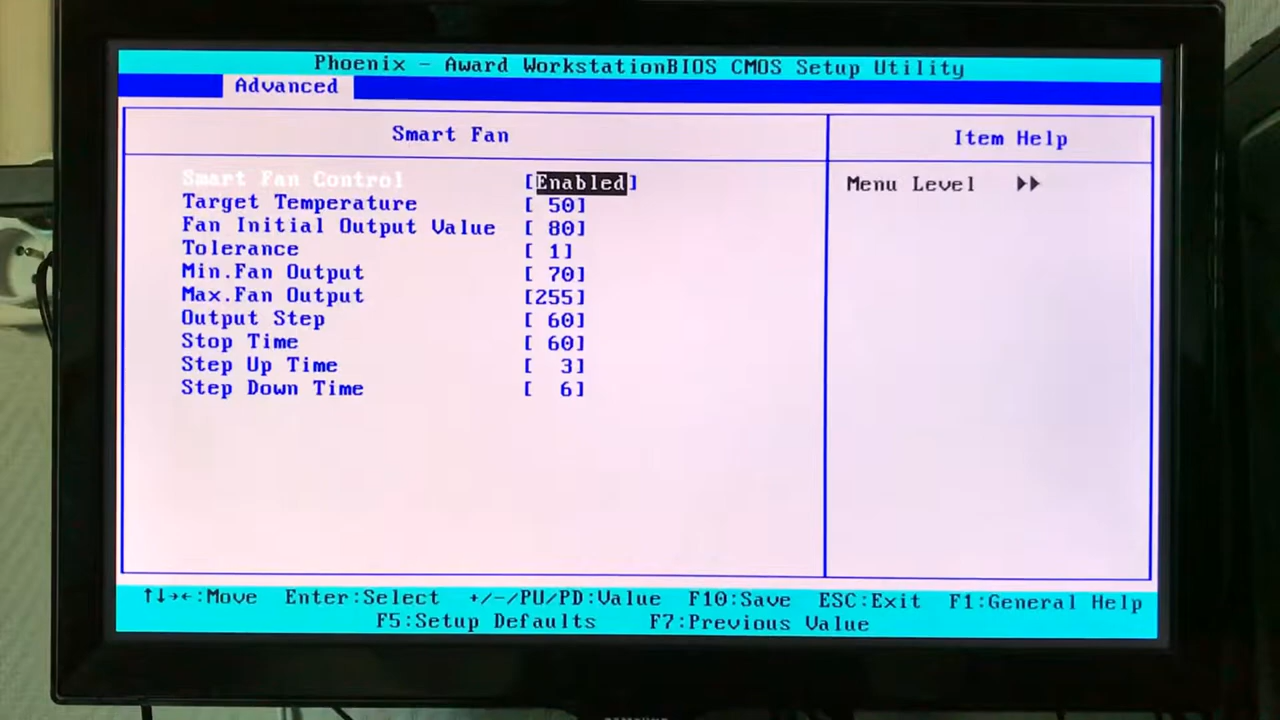 Phoenix - Award WorkstationBIOS CMOS Setup Utility
Advanced
Smart Fan
Item Help
Smart Fan Control [Enabled]
Menu Level ▶▶
Target Temperature [ 50]
Fan Initial Output Value [ 80]
Tolerance [ 1]
Min.Fan Output [ 70]
Max.Fan Output [255]
Output Step [ 60]
Stop Time [ 60]
Step Up Time [ 3]
Step Down Time [ 6]
↑↓→←:Move Enter:Select +/-/PU/PD:Value F10:Save ESC:Exit F1:General Help
F5:Setup Defaults F7:Previous Value
SAMSUNG